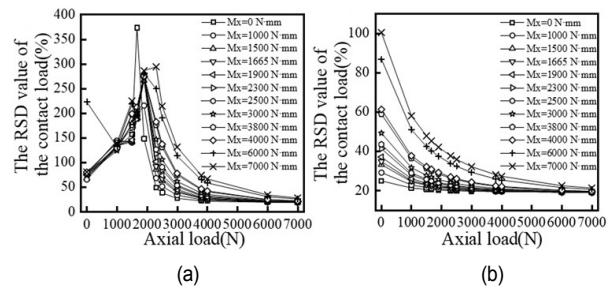 The RSD value of
the contact load(%)
400
350
300
250
200
150
100
50
0
0 1000 1500 2000 2500 3000 4000 5000 6000 7000
Axial load(N)
Mx=0 N·mm
Mx=1000 N·mm
Mx=1500 N·mm
Mx=1665 N·mm
Mx=1900 N·mm
Mx=2300 N·mm
Mx=2500 N·mm
Mx=3000 N·mm
Mx=3800 N·mm
Mx=4000 N·mm
Mx=6000 N·mm
Mx=7000 N·mm
(a)
The RSD value of
the contact load(%)
100
80
60
40
20
0 1000 1500 2000 2500 3000 4000 5000 6000 7000
Axial load(N)
Mx=0 N·mm
Mx=1000 N·mm
Mx=1500 N·mm
Mx=1665 N·mm
Mx=1900 N·mm
Mx=2300 N·mm
Mx=2500 N·mm
Mx=3000 N·mm
Mx=3800 N·mm
Mx=4000 N·mm
Mx=6000 N·mm
Mx=7000 N·mm
(b)